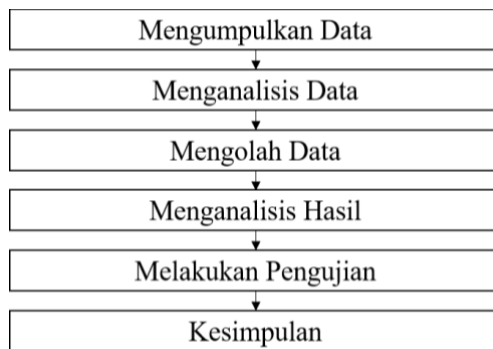 Mengumpulkan Data
Menganalisis Data
Mengolah Data
Menganalisis Hasil
Melakukan Pengujian
Kesimpulan